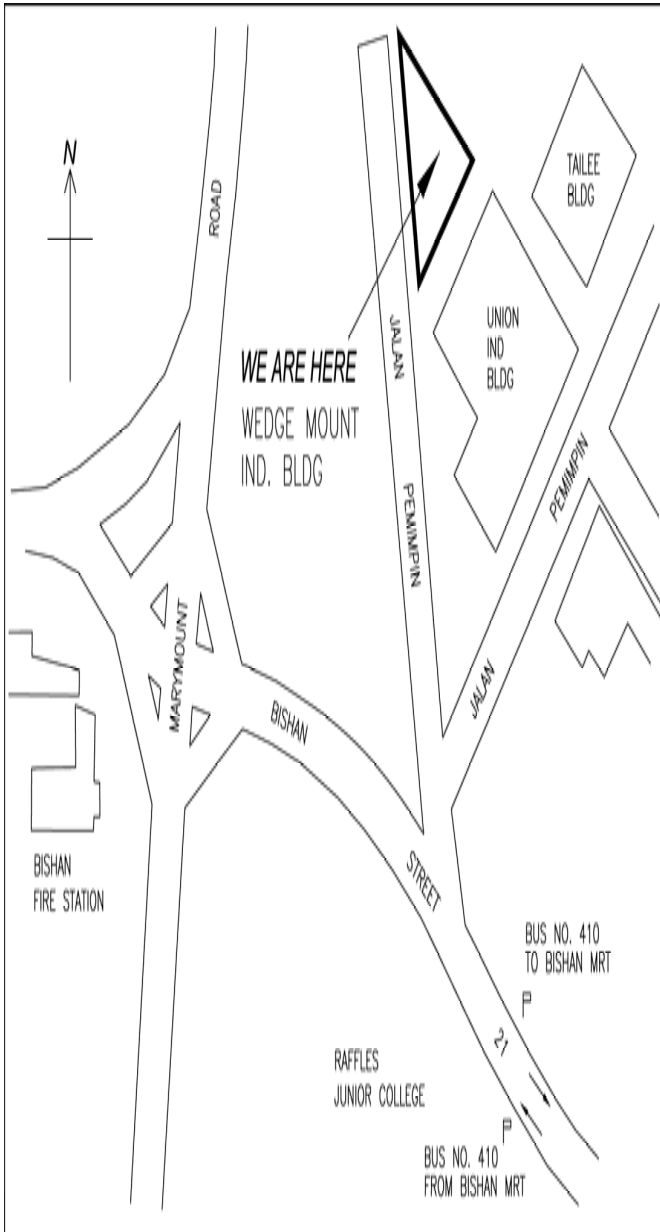 N
ROAD
TAILEE
BLDG
UNION
IND
BLDG
JALAN
WE ARE HERE
WEDGE MOUNT
IND. BLDG
PEMIMPIN
PEMIMPIN
MARYMOUNT
JALAN
BISHAN
BISHAN
FIRE STATION
STREET
BUS NO. 410
TO BISHAN MRT
21
RAFFLES
JUNIOR COLLEGE
BUS NO. 410
FROM BISHAN MRT